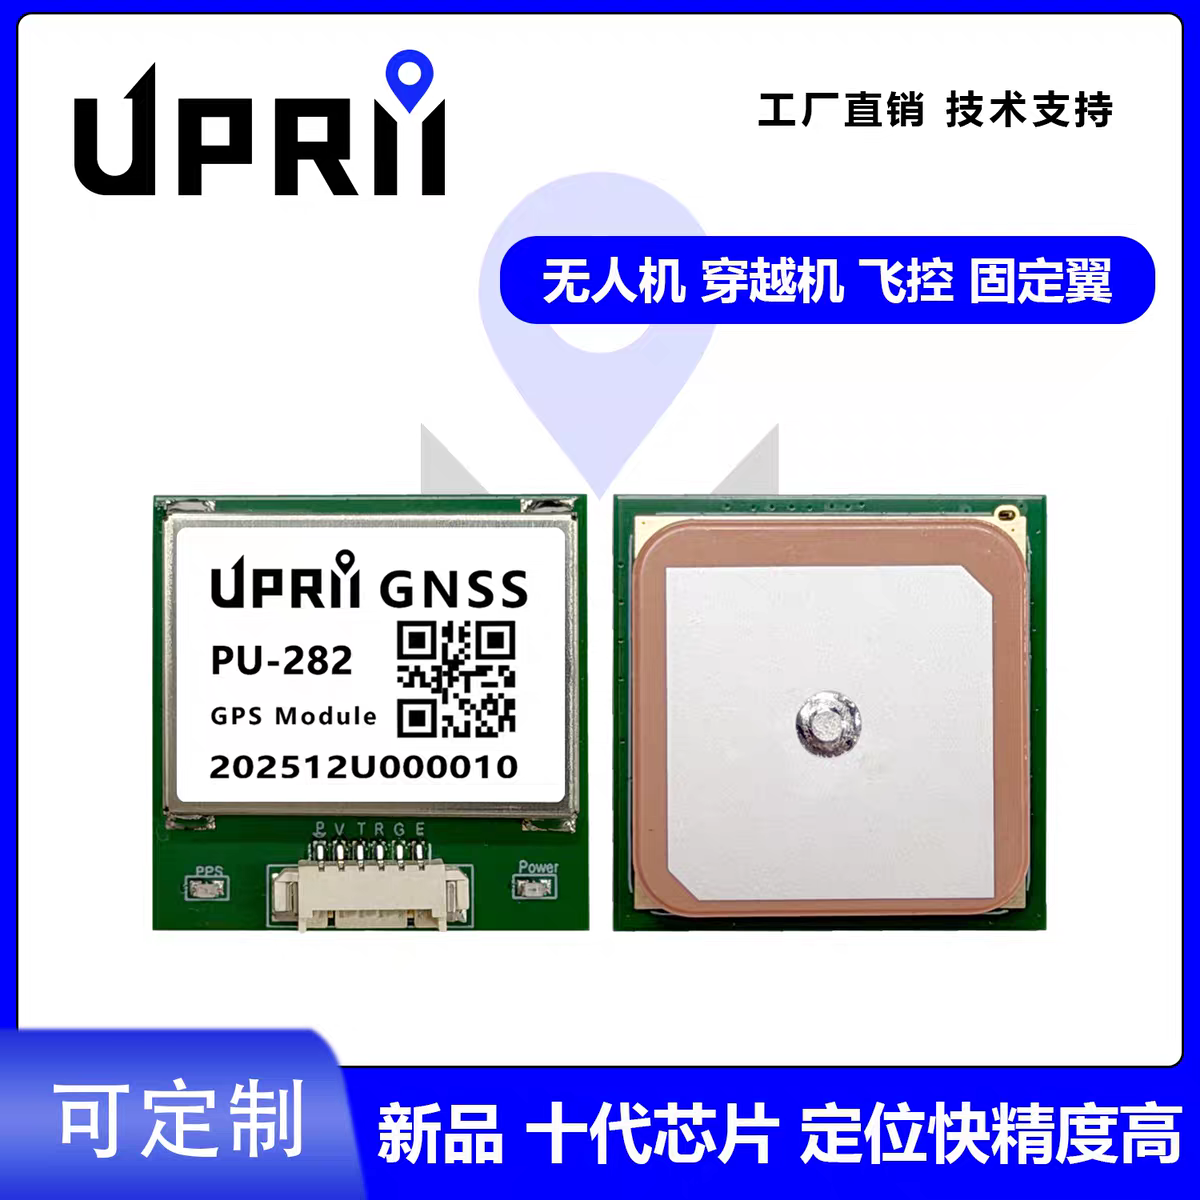 UPRII
工厂直销 技术支持
无人机 穿越机 飞控 固定翼
UPRII GNSS
PU-282
GPS Module
202512U000010
P V T R G E
PPS
Power
可定制
新品 十代芯片 定位快精度高